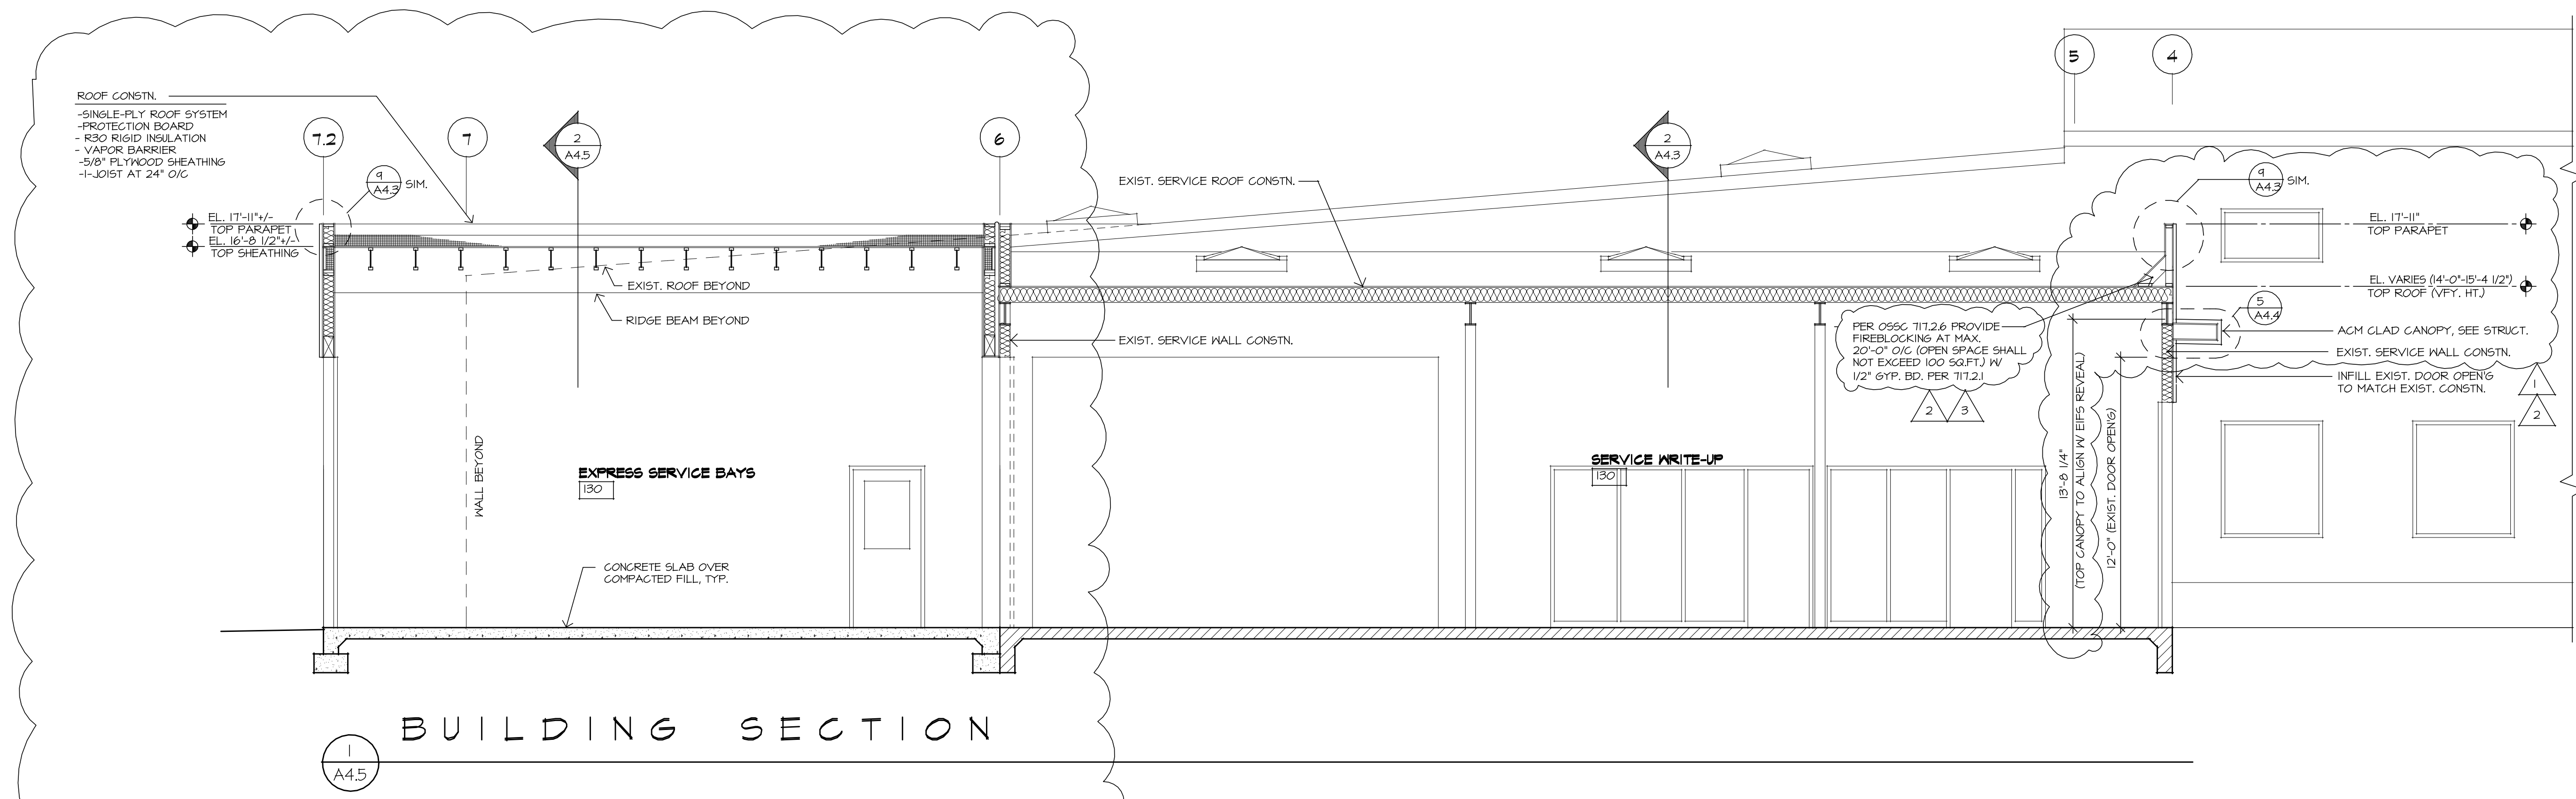 ROOF CONSTN.
-SINGLE-PLY ROOF SYSTEM
-PROTECTION BOARD
- R30 RIGID INSULATION
- VAPOR BARRIER
-5/8" PLYWOOD SHEATHING
-I-JOIST AT 24" O/C
7.2
7
2
A4.5
6
9
A4.3
SIM.
EL. 17'-11"+/-
TOP PARAPET
EL. 16'-8 1/2"+/-
TOP SHEATHING
EXIST. ROOF BEYOND
RIDGE BEAM BEYOND
WALL BEYOND
EXPRESS SERVICE BAYS
130
CONCRETE SLAB OVER
COMPACTED FILL, TYP.
EXIST. SERVICE ROOF CONSTN.
EXIST. SERVICE WALL CONSTN.
2
A4.3
5
4
PER OSSC 717.2.6 PROVIDE
FIREBLOCKING AT MAX.
20'-0" O/C (OPEN SPACE SHALL
NOT EXCEED 100 SQ.FT.) W/
1/2" GYP. BD. PER 717.2.1
2
3
SERVICE WRITE-UP
130
13'-8 1/4"
(TOP CANOPY TO ALIGN W/ EIFS REVEAL)
12'-0" (EXIST. DOOR OPEN'G)
9
A4.3
SIM.
EL. 17'-11"
TOP PARAPET
EL. VARIES (14'-0"-15'-4 1/2")
TOP ROOF (VFY. HT.)
5
A4.4
ACM CLAD CANOPY, SEE STRUCT.
EXIST. SERVICE WALL CONSTN.
INFILL EXIST. DOOR OPEN'G
TO MATCH EXIST. CONSTN.
1
2
BUILDING SECTION
1
A4.5